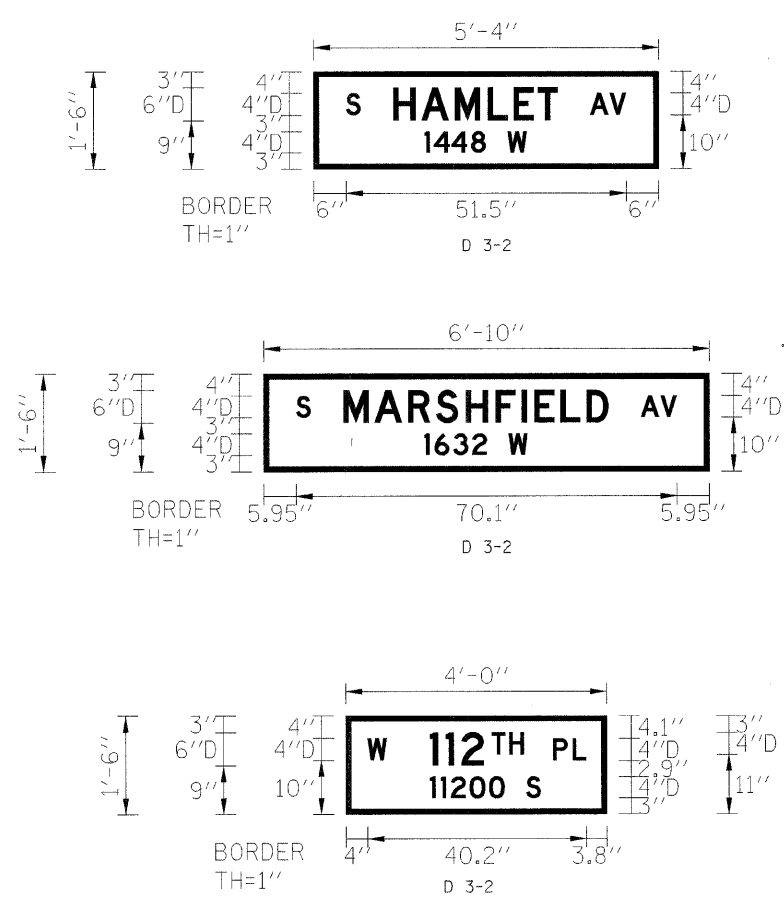 5'-4"
1'-6"
3" 4" 4"
6"D 4"D 4"D
3"
9" 4"D 10"
3"
S HAMLET AV
1448 W
BORDER 6" 51.5" 6"
TH=1"
D 3-2
6'-10"
1'-6"
3" 4" 4"
6"D 4"D 4"D
3"
9" 4"D 10"
3"
S MARSHFIELD AV
1632 W
BORDER 5.95" 70.1" 5.95"
TH=1"
D 3-2
4'-0"
1'-6"
3" 4" 4.1" 3"
6"D 4"D 4"D 4"D
2.9"
9" 10" 4"D 11"
3"
W 112TH PL
11200 S
BORDER 4" 40.2" 3.8"
TH=1"
D 3-2